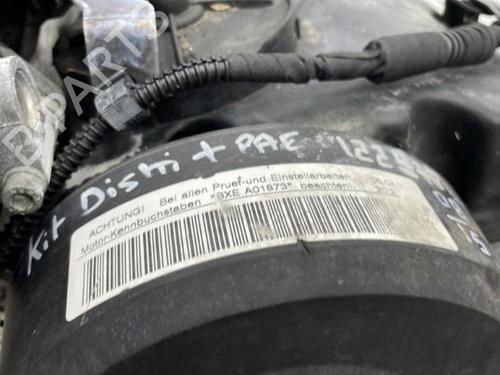 Kit Distri + PAE
ACHTUNG! Bei allen Pruef-und Einstellarbeiten
Motor-Kennbuchstaben "BXE A01873" beachten!